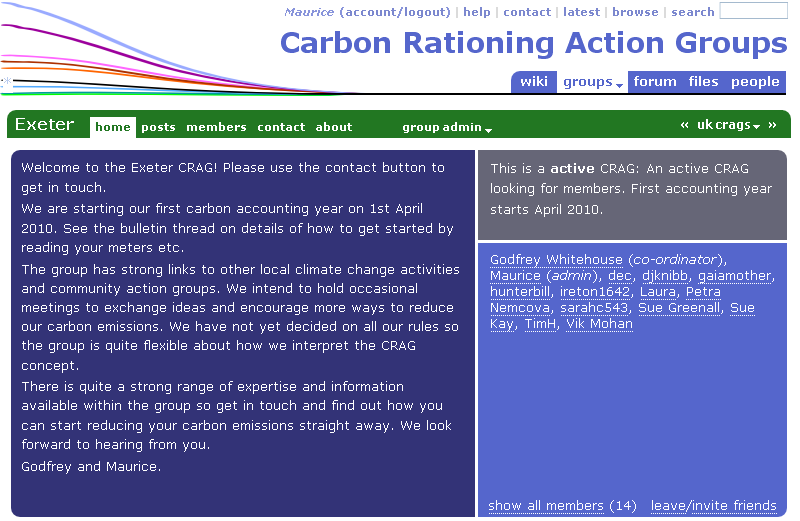 Maurice (account/logout) | help | contact | latest | browse | search
Carbon Rationing Action Groups
wiki groups forum files people
Exeter home posts members contact about group admin « uk crags »
Welcome to the Exeter CRAG! Please use the contact button to
get in touch.
We are starting our first carbon accounting year on 1st April
2010. See the bulletin thread on details of how to get started by
reading your meters etc.
The group has strong links to other local climate change activities
and community action groups. We intend to hold occasional
meetings to exchange ideas and encourage more ways to reduce
our carbon emissions. We have not yet decided on all our rules so
the group is quite flexible about how we interpret the CRAG
concept.
There is quite a strong range of expertise and information
available within the group so get in touch and find out how you
can start reducing your carbon emissions straight away. We look
forward to hearing from you.
Godfrey and Maurice.
This is a active CRAG: An active CRAG
looking for members. First accounting year
starts April 2010.
Godfrey Whitehouse (co-ordinator),
Maurice (admin), dec, djknibb, gaiamother,
hunterbill, ireton1642, Laura, Petra
Nemcova, sarahc543, Sue Greenall, Sue
Kay, TimH, Vik Mohan
show all members (14) leave/invite friends